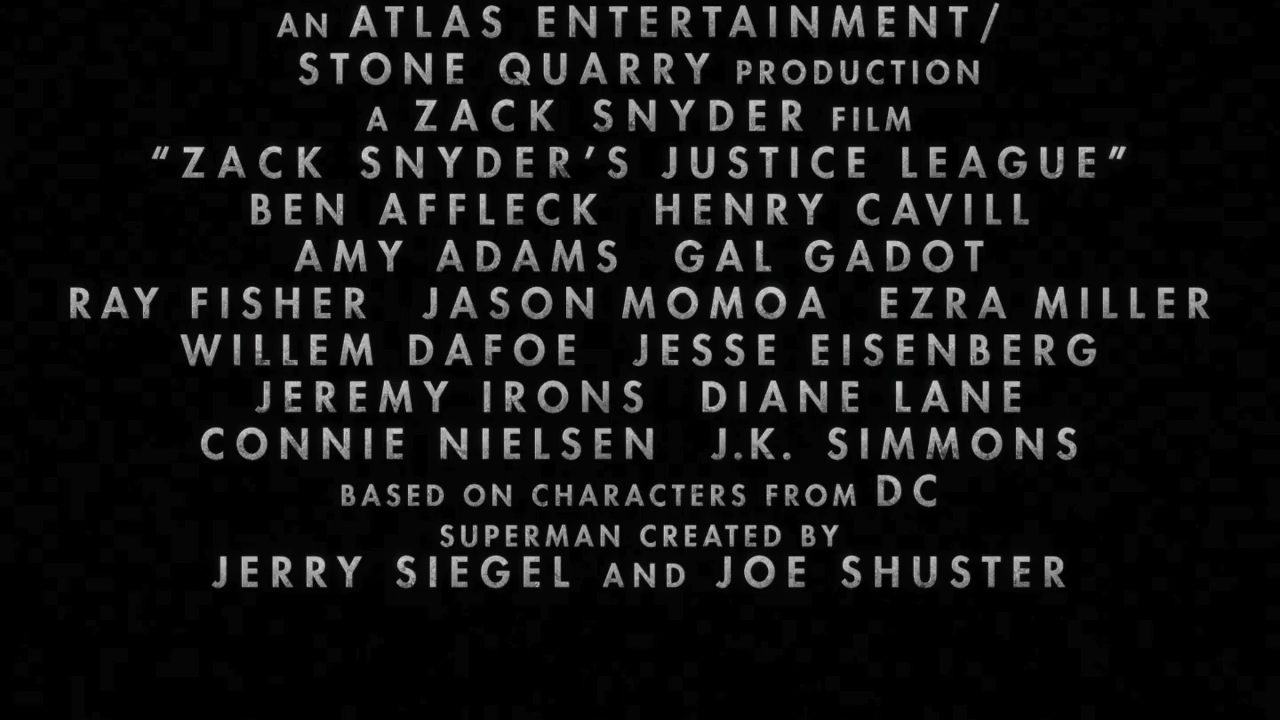 AN ATLAS ENTERTAINMENT/
STONE QUARRY PRODUCTION
A ZACK SNYDER FILM
“ZACK SNYDER’S JUSTICE LEAGUE”
BEN AFFLECK HENRY CAVILL
AMY ADAMS GAL GADOT
RAY FISHER JASON MOMOA EZRA MILLER
WILLEM DAFOE JESSE EISENBERG
JEREMY IRONS DIANE LANE
CONNIE NIELSEN J.K. SIMMONS
BASED ON CHARACTERS FROM DC
SUPERMAN CREATED BY
JERRY SIEGEL AND JOE SHUSTER